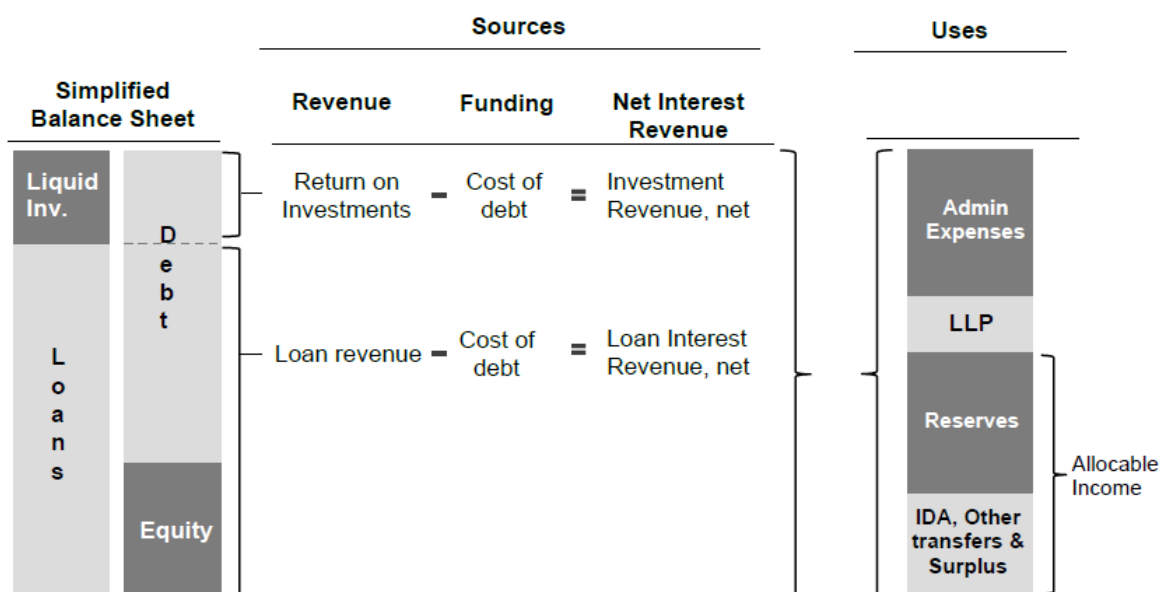 Sources
Uses
Simplified
Balance Sheet
Revenue
Funding
Net Interest
Revenue
Liquid
Inv.
Loans
Debt
Equity
Return on
Investments
-
Cost of
debt
=
Investment
Revenue, net
Loan revenue
-
Cost of
debt
=
Loan Interest
Revenue, net
Admin
Expenses
LLP
Reserves
IDA, Other
transfers &
Surplus
Allocable
Income